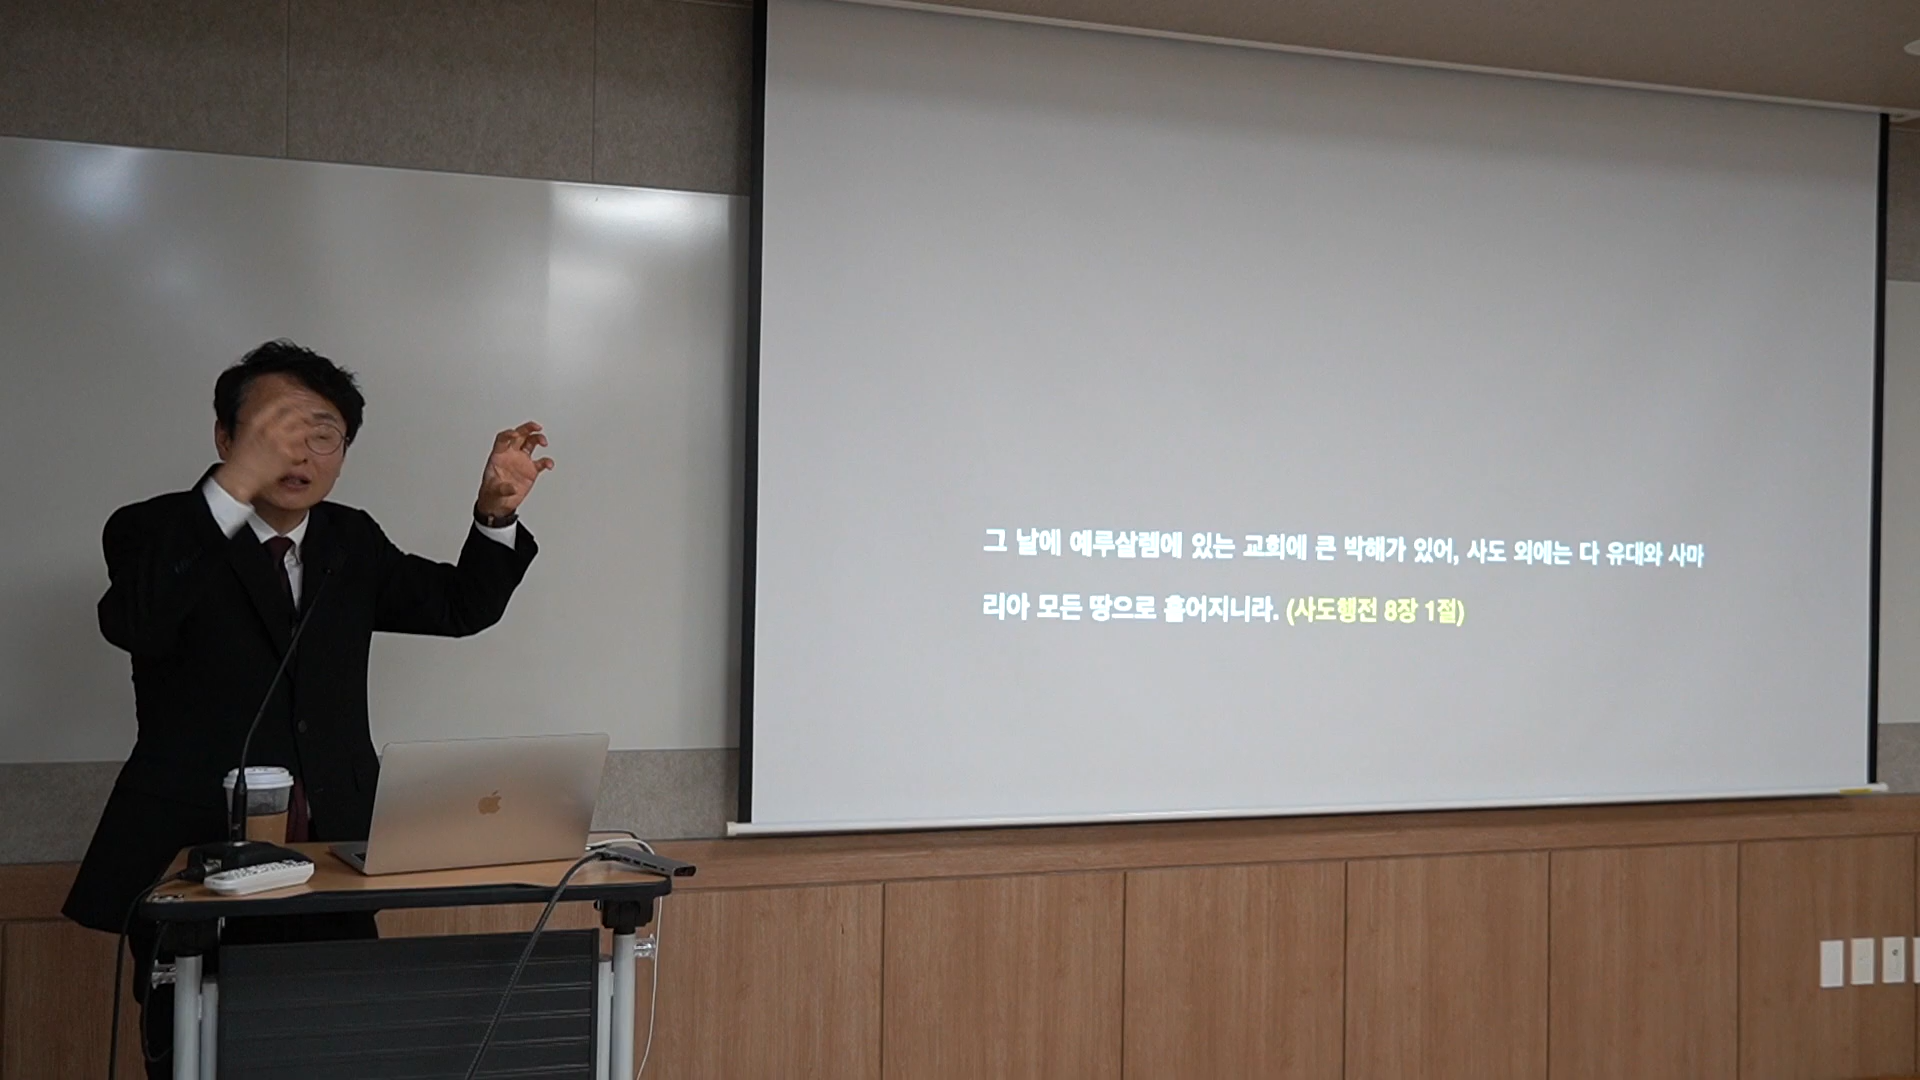 그 날에 예루살렘에 있는 교회에 큰 박해가 있어, 사도 외에는 다 유대와 사마
리아 모든 땅으로 흩어지니라. (사도행전 8장 1절)